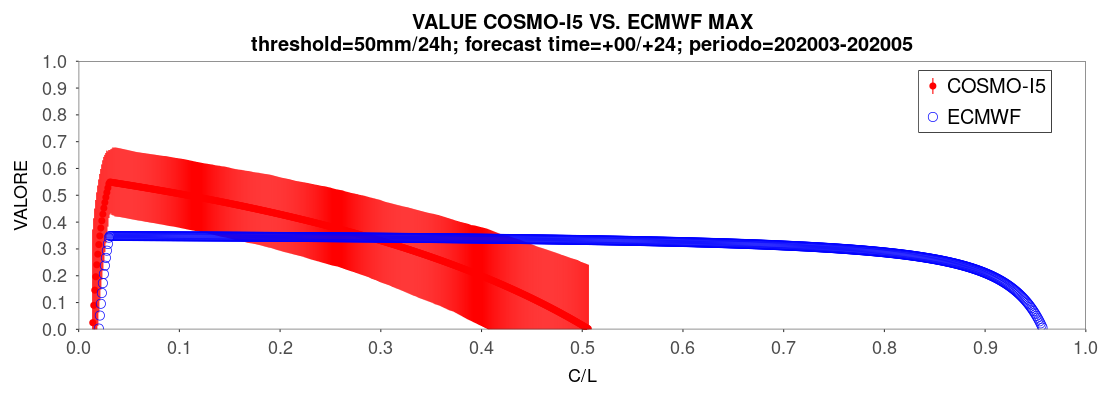 VALUE COSMO-I5 VS. ECMWF MAX
threshold=50mm/24h; forecast time=+00/+24; periodo=202003-202005
1.0
0.9
0.8
0.7
0.6
0.5
0.4
0.3
0.2
0.1
0.0
VALORE
COSMO-I5
ECMWF
0.0 0.1 0.2 0.3 0.4 0.5 0.6 0.7 0.8 0.9 1.0
C/L